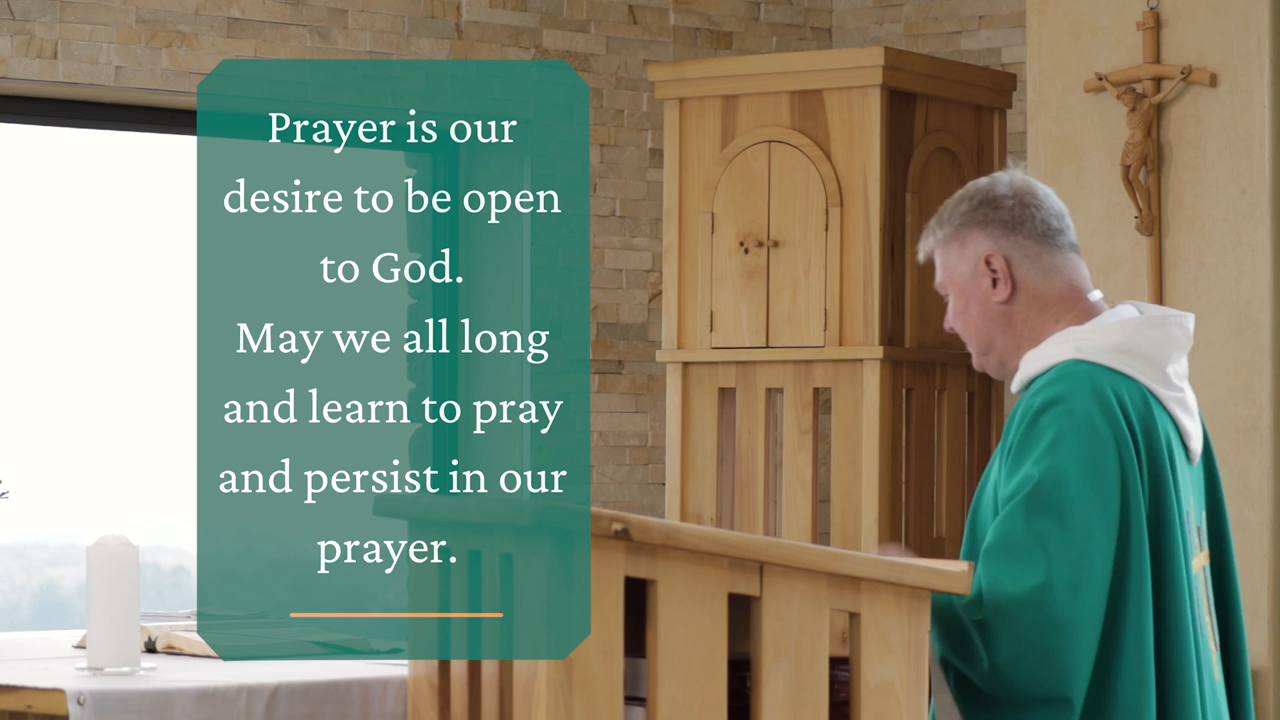 Prayer is our
desire to be open
to God.
May we all long
and learn to pray
and persist in our
prayer.